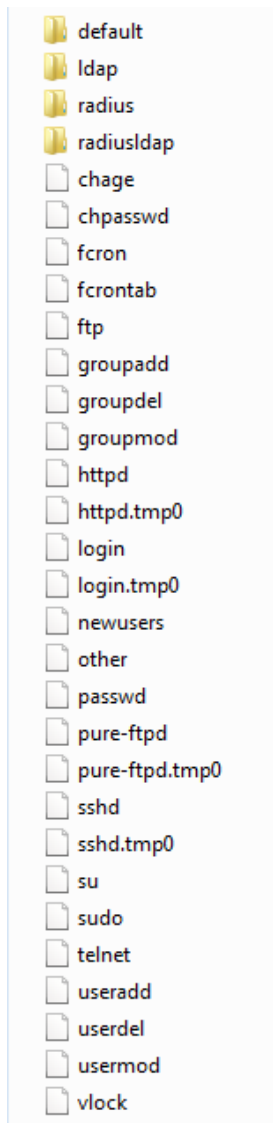 default
ldap
radius
radiusldap
chage
chpasswd
fcron
fcrontab
ftp
groupadd
groupdel
groupmod
httpd
httpd.tmp0
login
login.tmp0
newusers
other
passwd
pure-ftpd
pure-ftpd.tmp0
sshd
sshd.tmp0
su
sudo
telnet
useradd
userdel
usermod
vlock